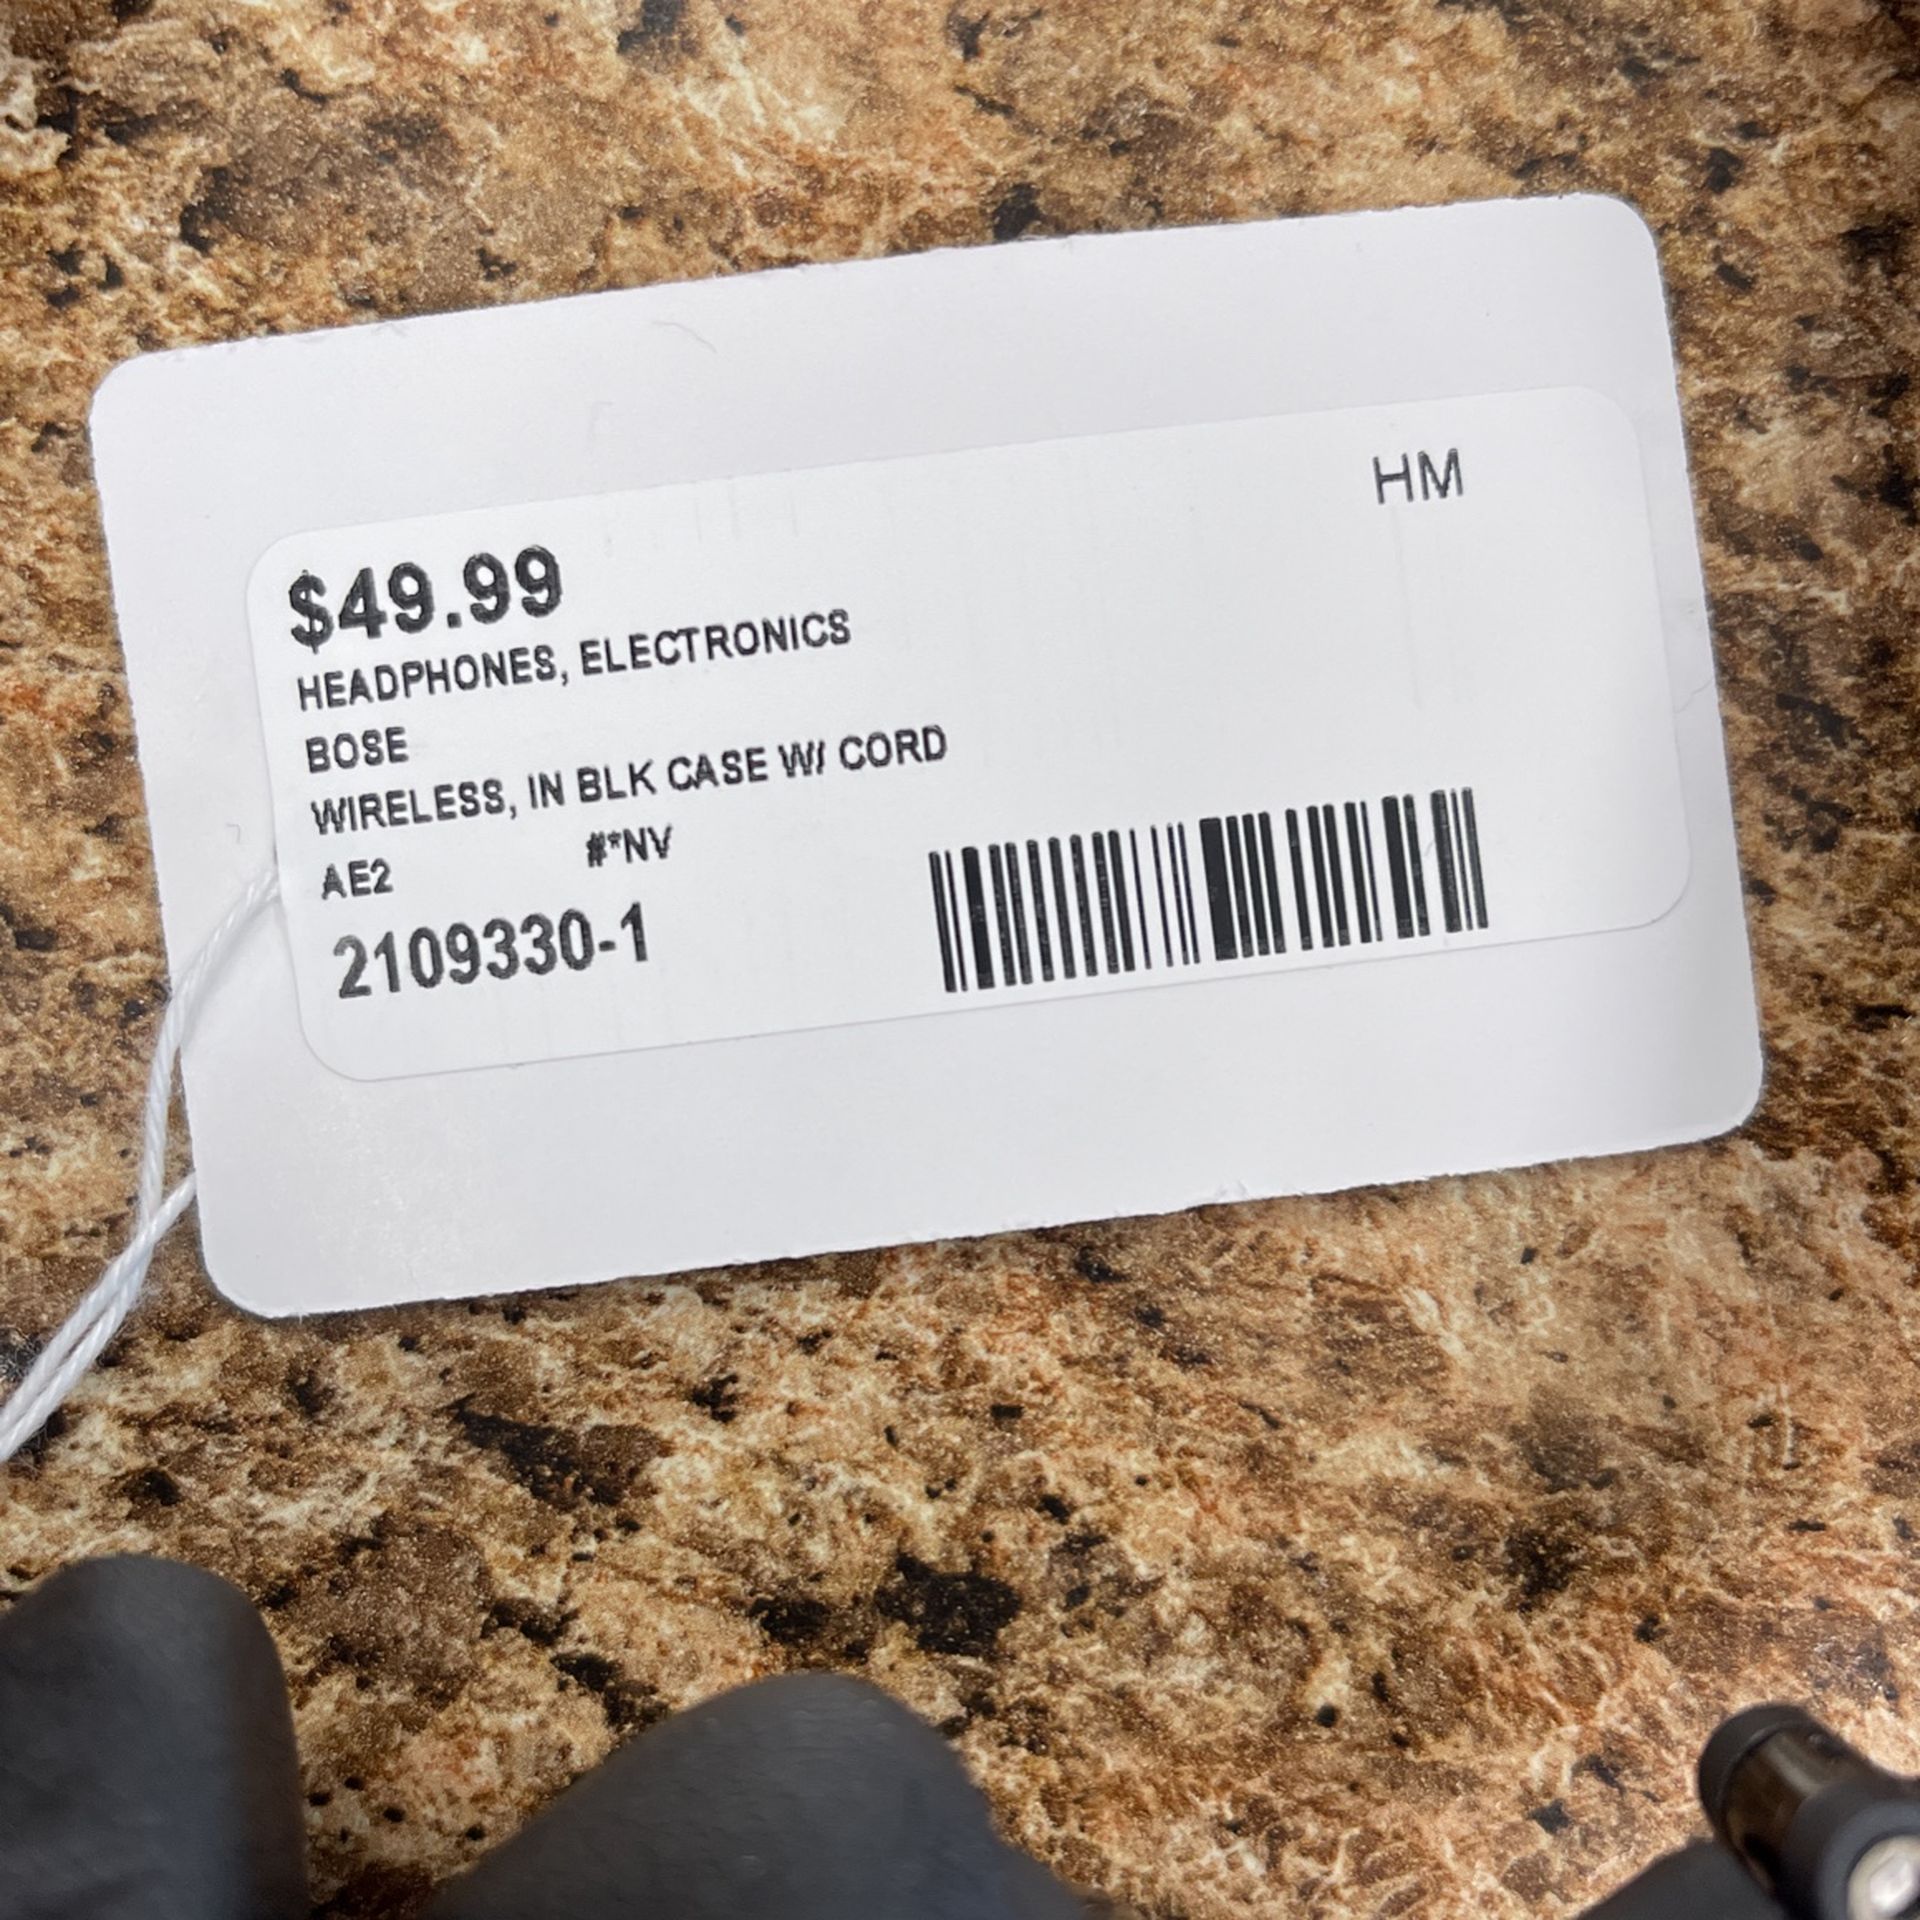 HM
$49.99
HEADPHONES, ELECTRONICS
BOSE
WIRELESS, IN BLK CASE W/ CORD
AE2 #*NV
2109330-1